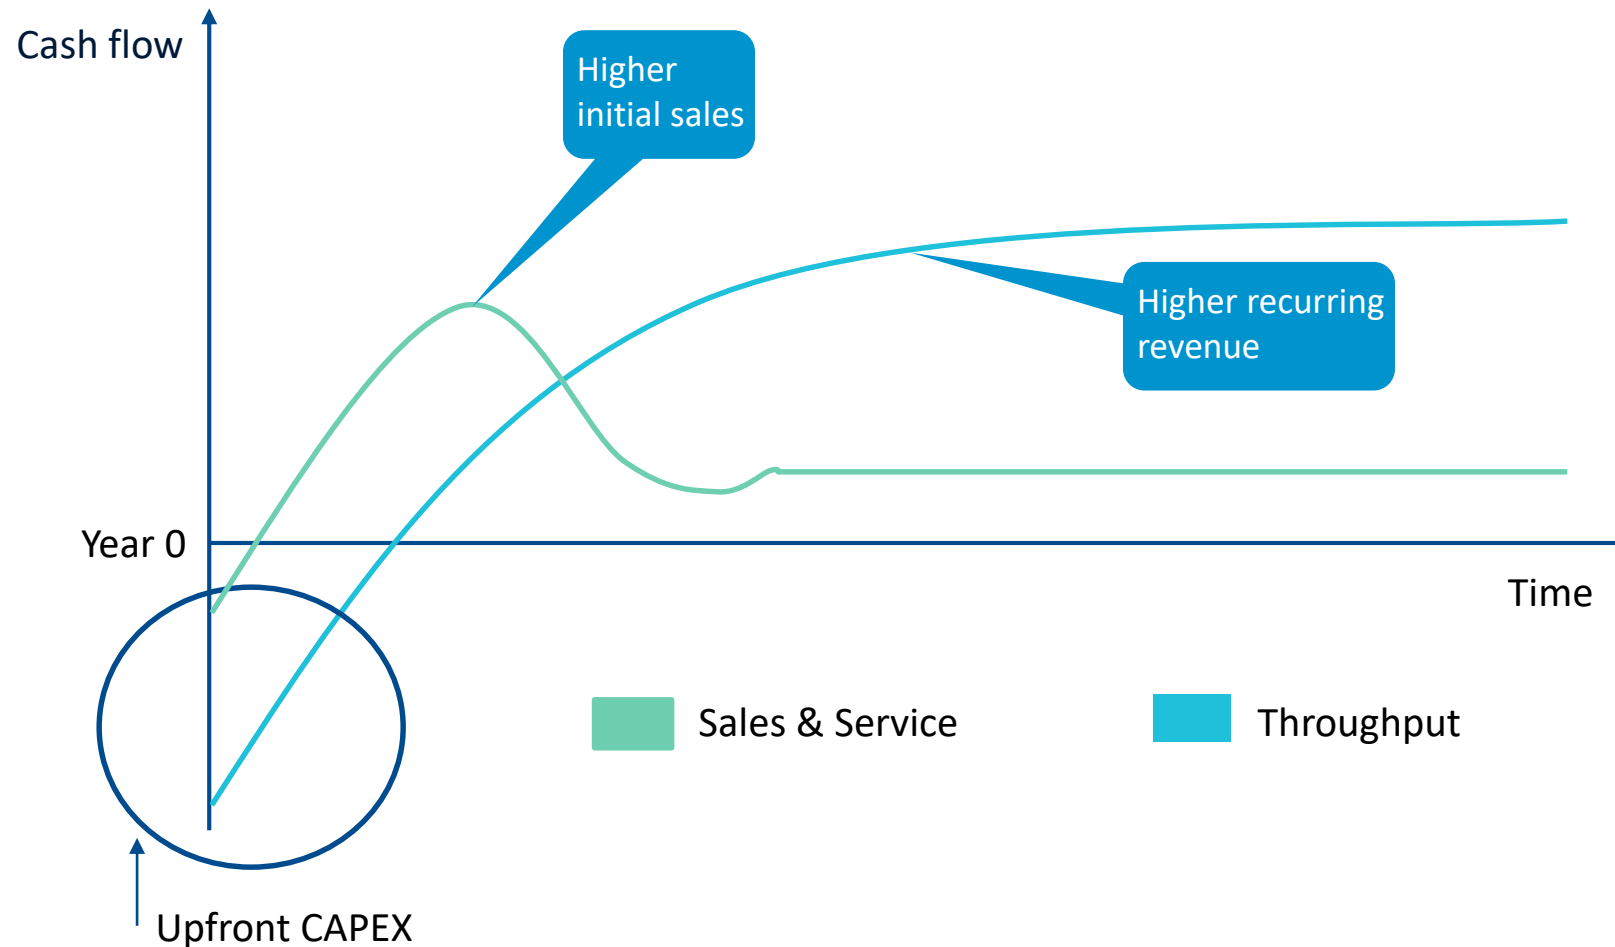 Cash flow
Higher
initial sales
Higher recurring
revenue
Year 0
Time
Sales & Service
Throughput
Upfront CAPEX